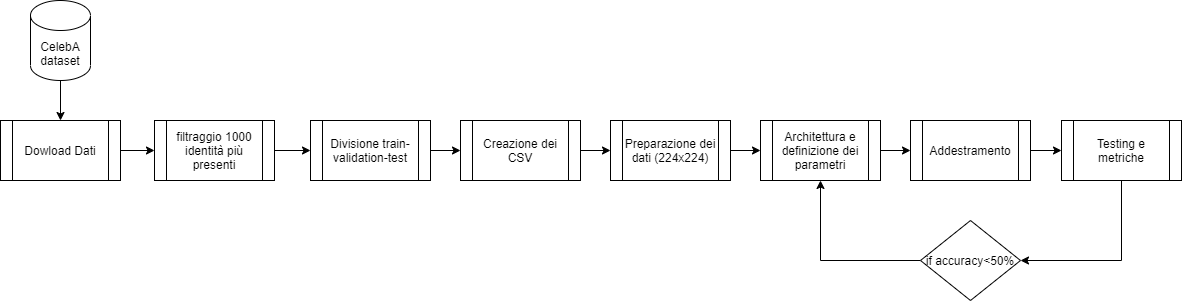 CelebA
dataset
Dowload Dati
filtraggio 1000
identità più
presenti
Divisione train-
validation-test
Creazione dei
CSV
Preparazione dei
dati (224x224)
Architettura e
definizione dei
parametri
Addestramento
Testing e
metriche
if accuracy<50%